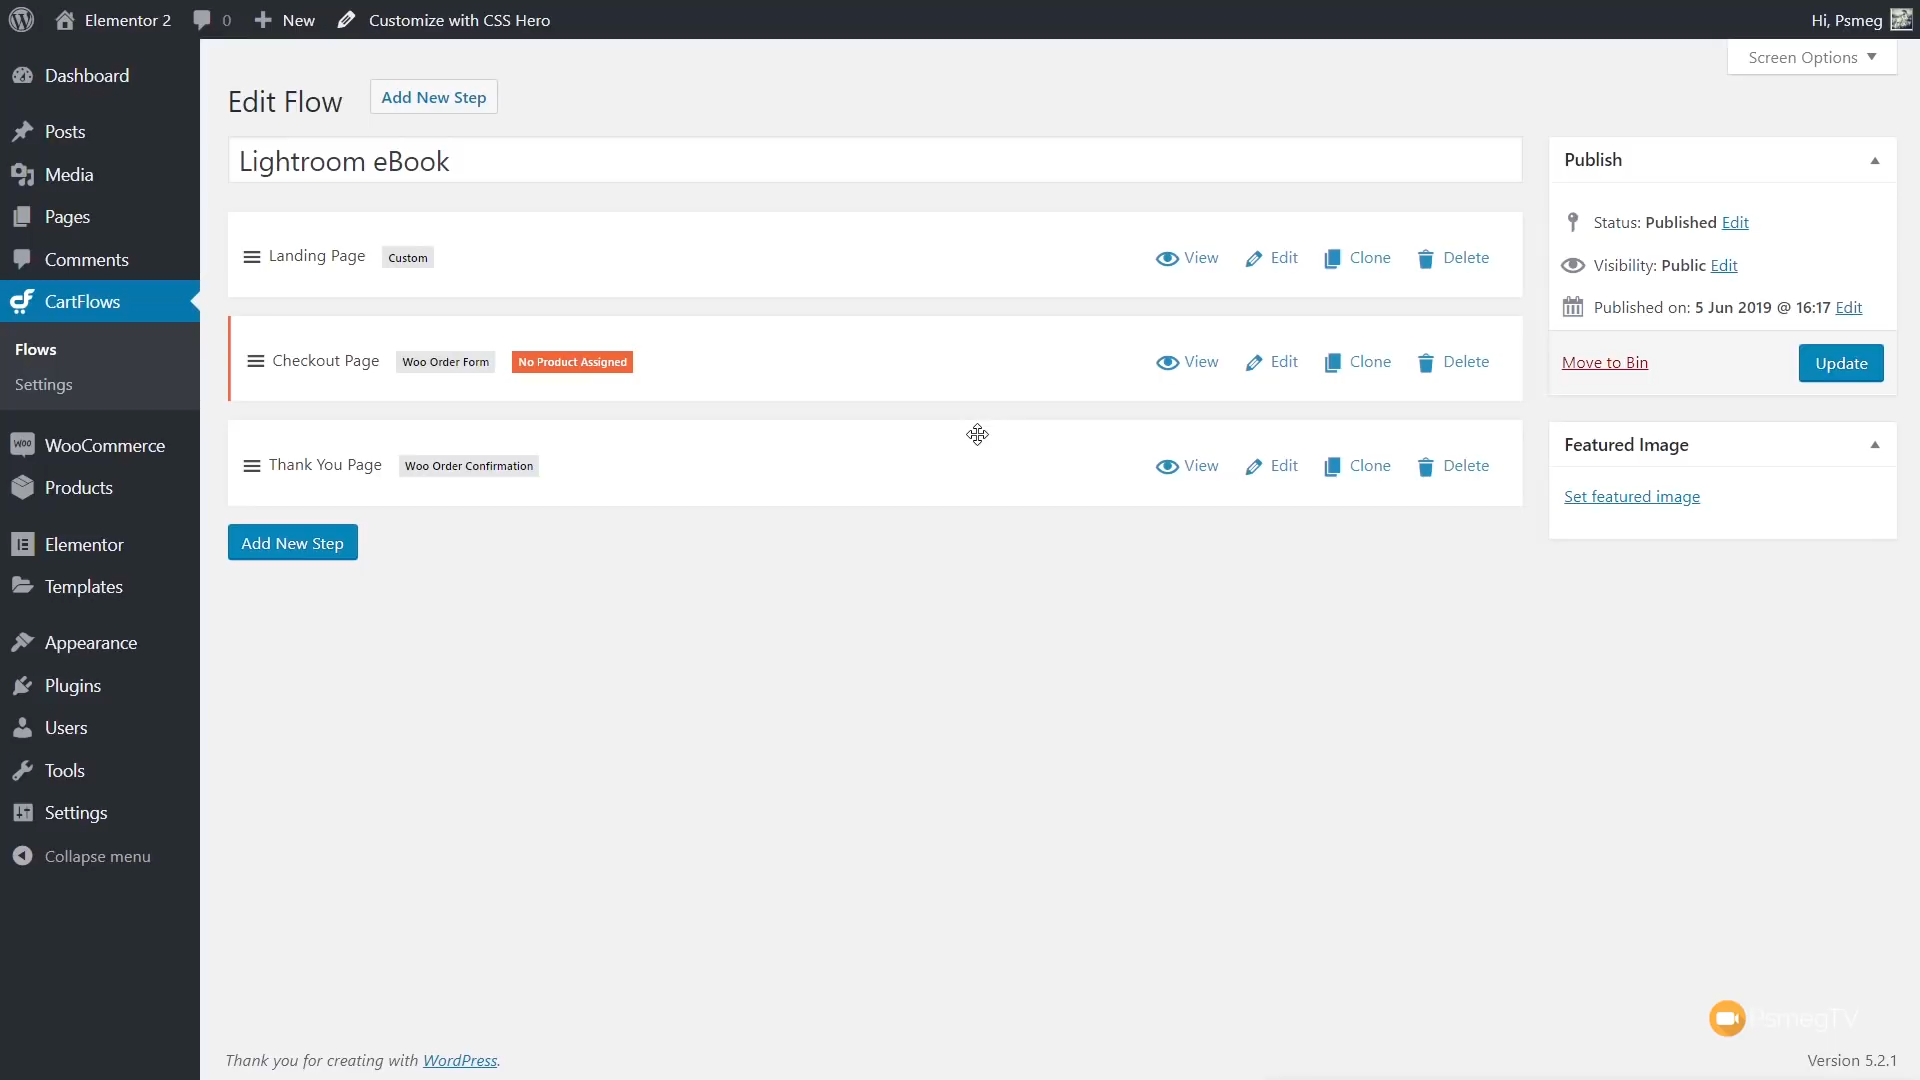 Elementor 2 0 New Customize with CSS Hero Hi, Psmeg
Screen Options
Dashboard
Posts
Media
Pages
Comments
CartFlows
Flows
Settings
WooCommerce
Products
Elementor
Templates
Appearance
Plugins
Users
Tools
Settings
Collapse menu
Edit Flow Add New Step
Lightroom eBook
Landing Page Custom View Edit Clone Delete
Checkout Page Woo Order Form No Product Assigned View Edit Clone Delete
Thank You Page Woo Order Confirmation View Edit Clone Delete
Add New Step
Publish
Status: Published Edit
Visibility: Public Edit
Published on: 5 Jun 2019 @ 16:17 Edit
Move to Bin Update
Featured Image
Set featured image
PsmegTV
Thank you for creating with WordPress. Version 5.2.1